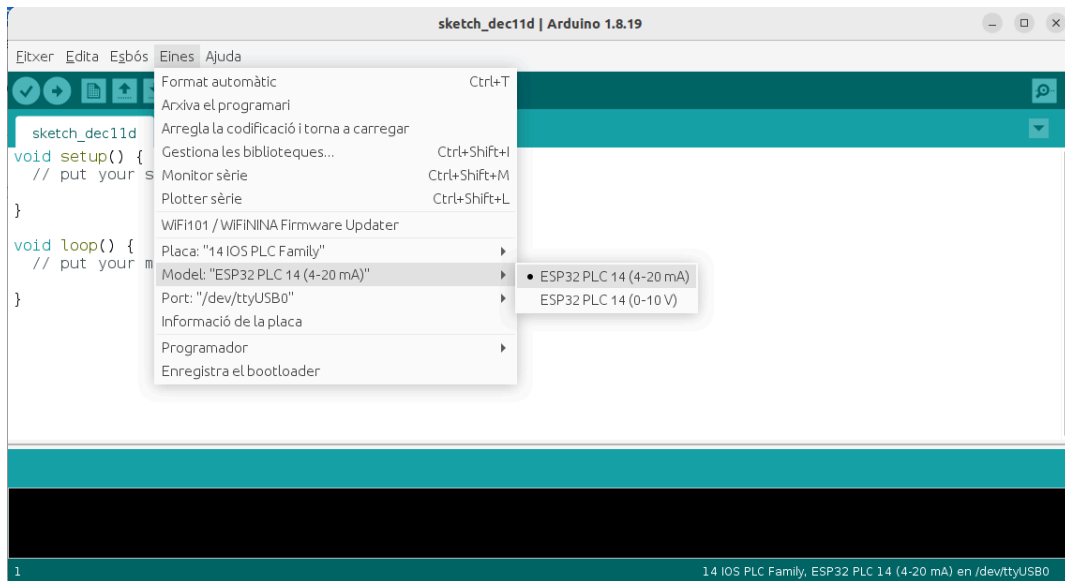 sketch_dec11d | Arduino 1.8.19
Fitxer Edita Esbós Eines Ajuda
Format automàtic Ctrl+T
Arxiva el programari
Arregla la codificació i torna a carregar
Gestiona les biblioteques... Ctrl+Shift+I
Monitor sèrie Ctrl+Shift+M
Plotter sèrie Ctrl+Shift+L
WiFi101 / WiFiNINA Firmware Updater
Placa: "14 IOS PLC Family"
Model: "ESP32 PLC 14 (4-20 mA)"
Port: "/dev/ttyUSB0"
Informació de la placa
Programador
Enregistra el bootloader
ESP32 PLC 14 (4-20 mA)
ESP32 PLC 14 (0-10 V)
sketch_dec11d
void setup() {
// put your s
}
void loop() {
// put your m
}
1 14 IOS PLC Family, ESP32 PLC 14 (4-20 mA) en /dev/ttyUSB0